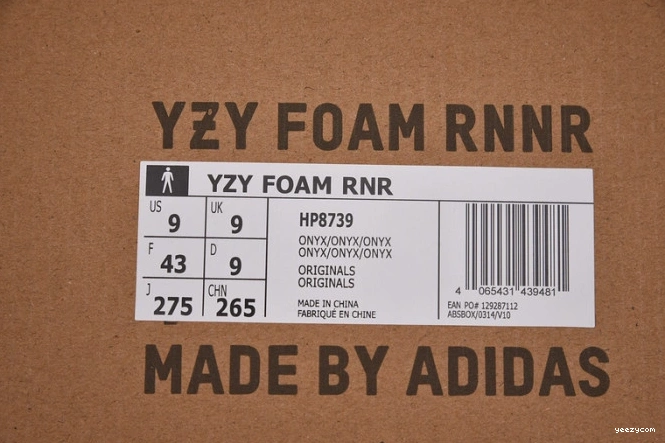 YZY FOAM RNNR
YZY FOAM RNR
US 9 UK 9
F 43 D 9
J 275 CHN 265
HP8739
ONYX/ONYX/ONYX
ONYX/ONYX/ONYX
ORIGINALS
ORIGINALS
MADE IN CHINA
FABRIQUÉ EN CHINE
4 065431 439481
EAN PO# 129287112
ABSBOX/0314/V10
MADE BY ADIDAS
yeezycom